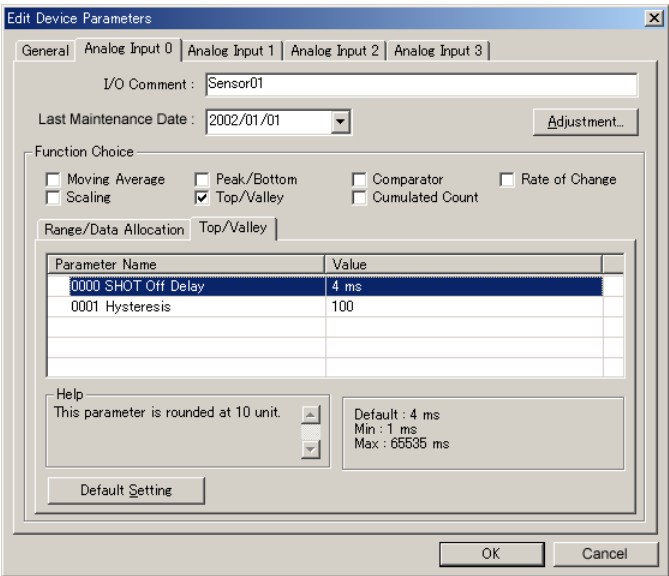 Edit Device Parameters
General Analog Input 0 Analog Input 1 Analog Input 2 Analog Input 3
I/O Comment : Sensor01
Last Maintenance Date : 2002/01/01 Adjustment...
Function Choice
Moving Average Peak/Bottom Comparator Rate of Change
Scaling Top/Valley Cumulated Count
Range/Data Allocation Top/Valley
Parameter Name Value
0000 SHOT Off Delay 4 ms
0001 Hysteresis 100
Help
This parameter is rounded at 10 unit.
Default : 4 ms
Min : 1 ms
Max : 65535 ms
Default Setting
OK Cancel